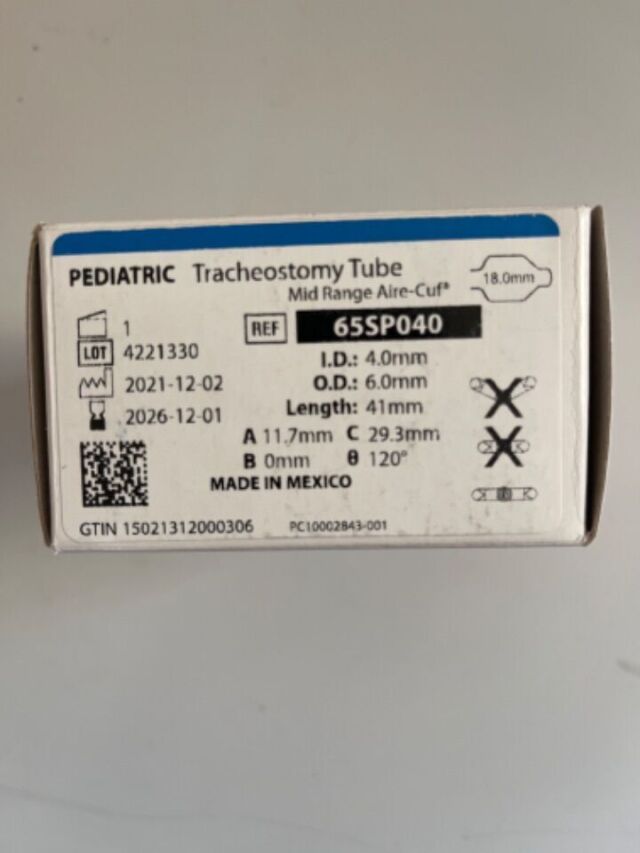 PEDIATRIC Tracheostomy Tube
Mid Range Aire-Cuf®
18.0mm
1
REF 65SP040
LOT 4221330
I.D.: 4.0mm
2021-12-02
O.D.: 6.0mm
2026-12-01
Length: 41mm
A 11.7mm C 29.3mm
B 0mm θ 120°
MADE IN MEXICO
GTIN 15021312000306
PC10002843-001